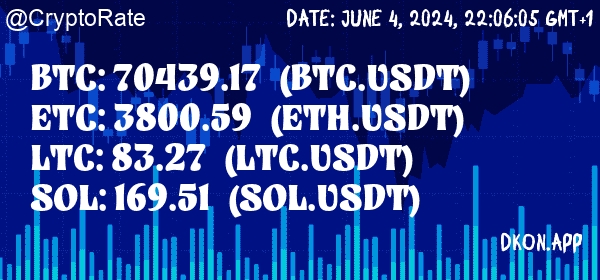 @CryptoRate
DATE: JUNE 4, 2024, 22:06:05 GMT+1
BTC: 70439.17 (BTC.USDT)
ETC: 3800.59 (ETH.USDT)
LTC: 83.27 (LTC.USDT)
SOL: 169.51 (SOL.USDT)
DKON.APP